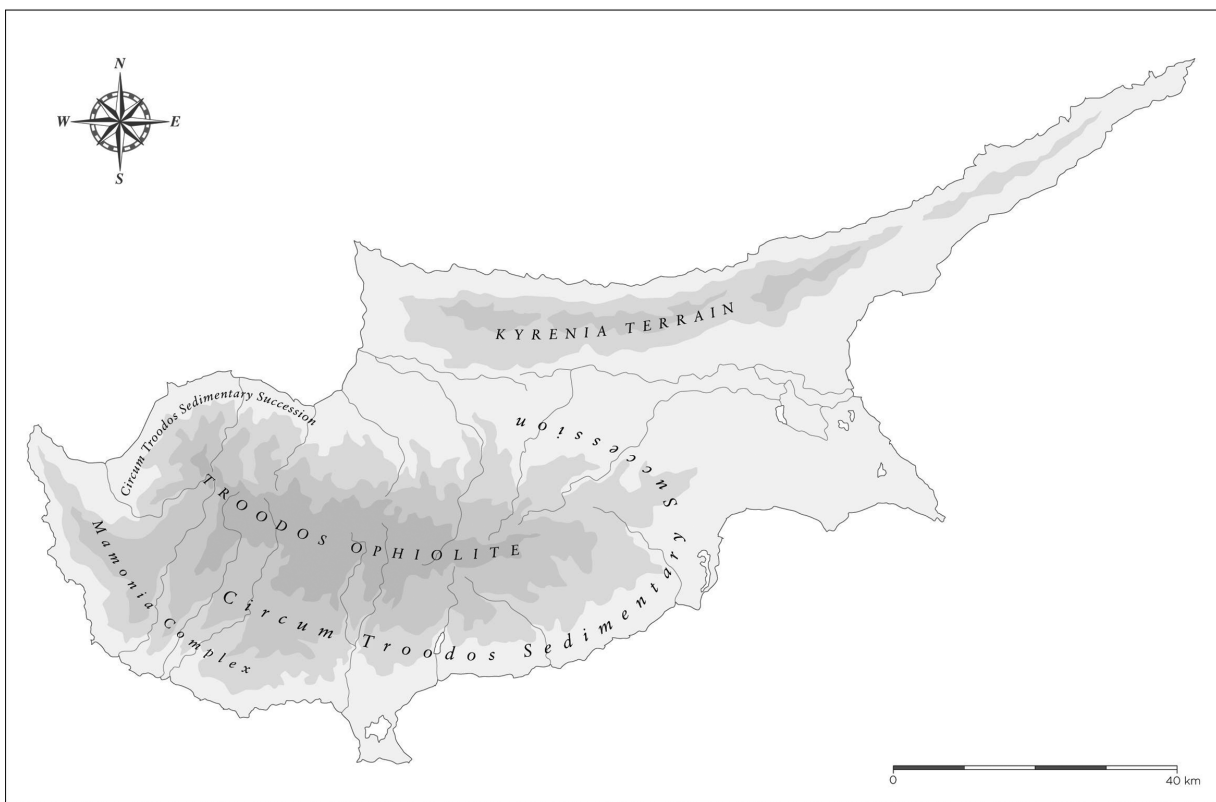 N
W E
S
KYRENIA TERRAIN
Circum Troodos Sedimentary Succession
TROODOS OPHIOLITE
Mamonia Complex
Circum Troodos Sedimentary Succession
0 40 km